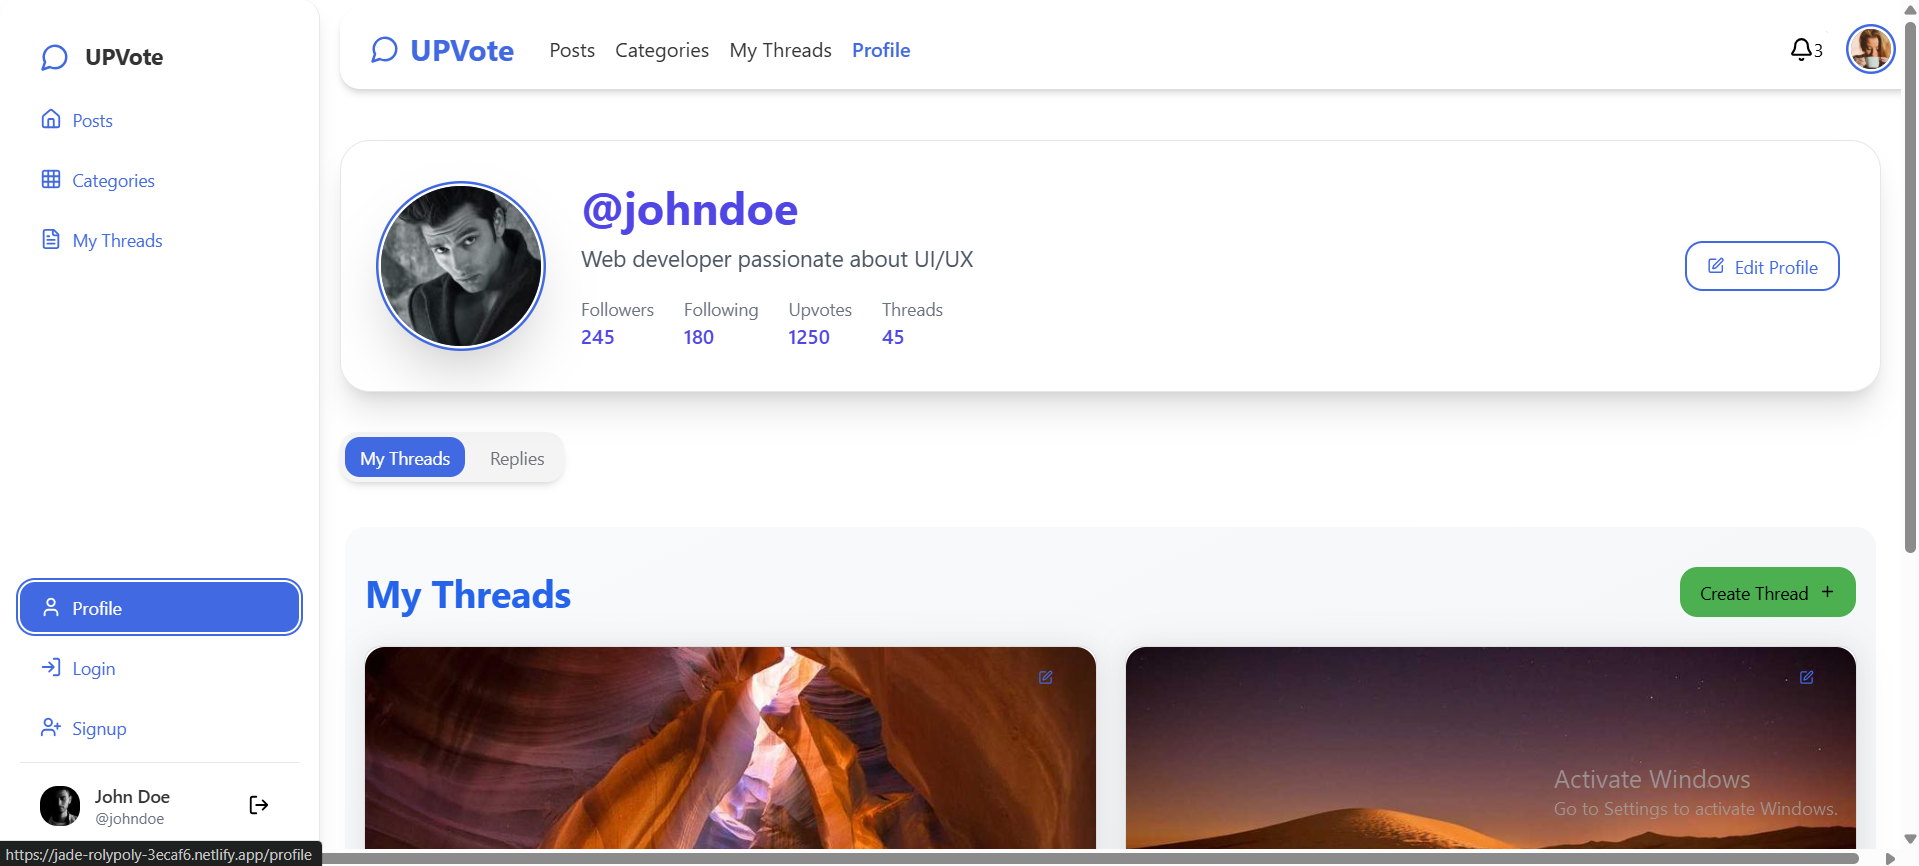 UPVote
Posts
Categories
My Threads
Profile
Login
Signup
John Doe
@johndoe
https://jade-rolypoly-3ecaf6.netlify.app/profile
UPVote Posts Categories My Threads Profile 3
@johndoe
Web developer passionate about UI/UX
Followers Following Upvotes Threads
245 180 1250 45
Edit Profile
My Threads Replies
My Threads
Create Thread +
Activate Windows
Go to Settings to activate Windows.